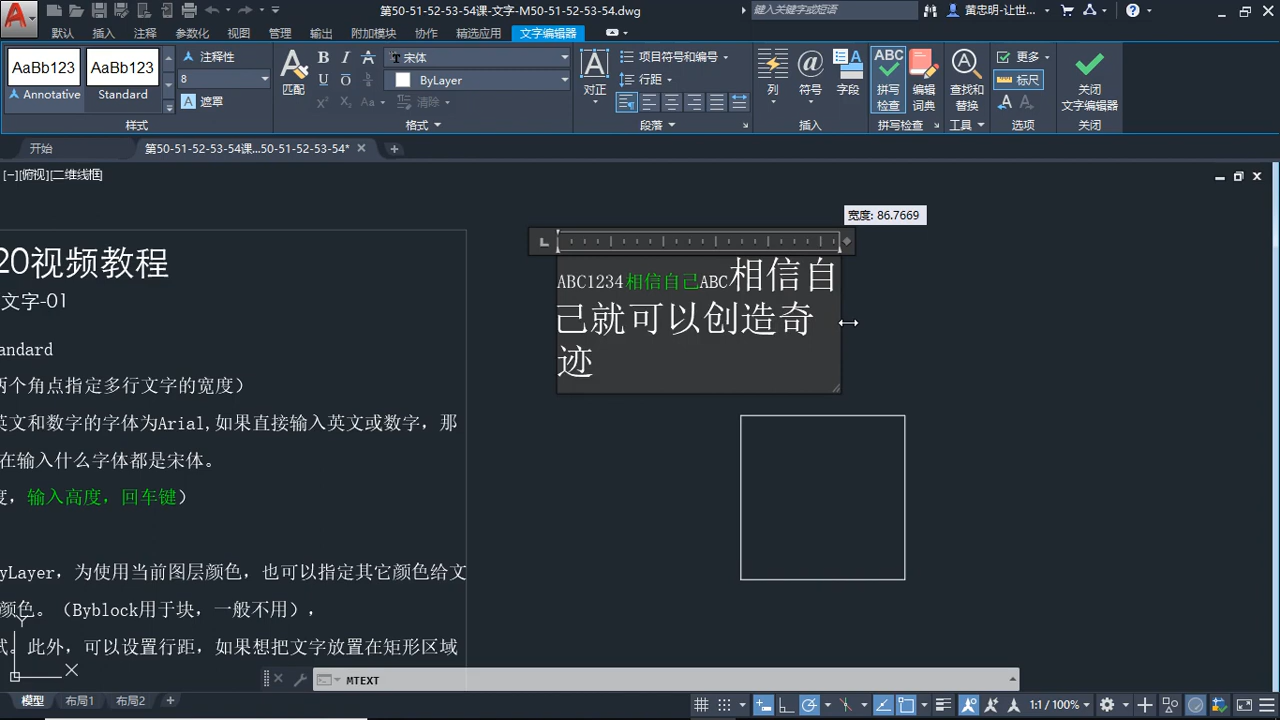 第50-51-52-53-54课-文字-M50-51-52-53-54.dwg
键入关键字或短语
黄志明-让世...
默认
插入
注释
参数化
视图
管理
输出
附加模块
协作
精选应用
文字编辑器
AaBb123
AaBb123
Annotative
Standard
注释性
8
遮罩
样式
匹配
宋体
ByLayer
清除
格式
对正
项目符号和编号
行距
段落
列
符号
字段
插入
ABC
拼写
检查
编辑
词典
拼写检查
查找和
替换
工具
更多
标尺
选项
关闭
文字编辑器
关闭
开始
第50-51-52-53-54课...50-51-52-53-54*
[−][俯视][二维线框]
宽度: 86.7669
ABC1234相信自己ABC相信自
己就可以创造奇
迹
20视频教程
文字-01
andard
两个角点指定多行文字的宽度）
英文和数字的字体为Arial,如果直接输入英文或数字，那
在输入什么字体都是宋体。
度，输入高度，回车键）
yLayer，为使用当前图层颜色，也可以指定其它颜色给文
颜色。（Byblock用于块，一般不用），
式。此外，可以设置行距，如果想把文字放置在矩形区域
Y
X
MTEXT
模型
布局1
布局2
1:1 / 100%